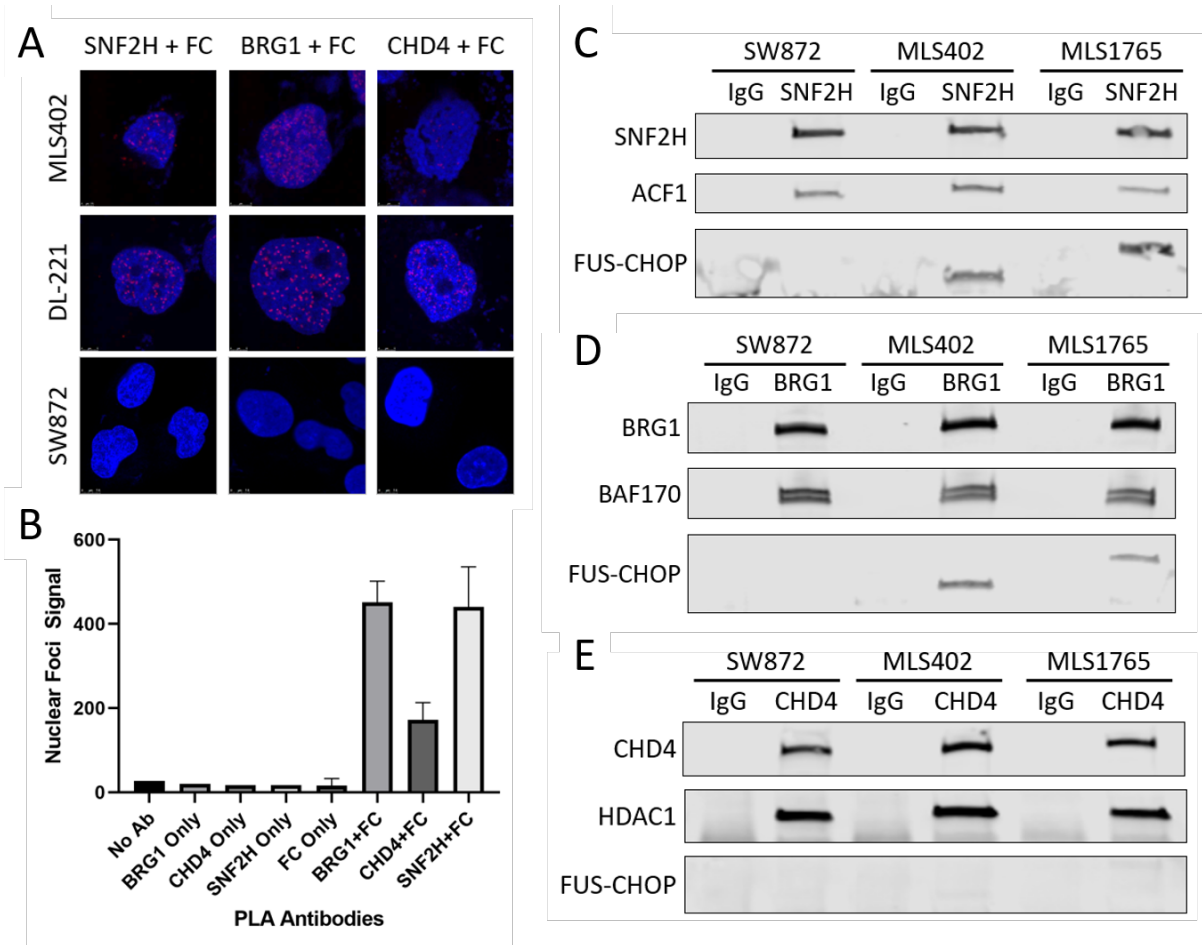 A
SNF2H + FC BRG1 + FC CHD4 + FC
MLS402
DL-221
SW872
B
Nuclear Foci Signal
600
400
200
0
No Ab
BRG1 Only
CHD4 Only
SNF2H Only
FC Only
BRG1+FC
CHD4+FC
SNF2H+FC
PLA Antibodies
C
SW872 MLS402 MLS1765
IgG SNF2H IgG SNF2H IgG SNF2H
SNF2H
ACF1
FUS-CHOP
D
SW872 MLS402 MLS1765
IgG BRG1 IgG BRG1 IgG BRG1
BRG1
BAF170
FUS-CHOP
E
SW872 MLS402 MLS1765
IgG CHD4 IgG CHD4 IgG CHD4
CHD4
HDAC1
FUS-CHOP